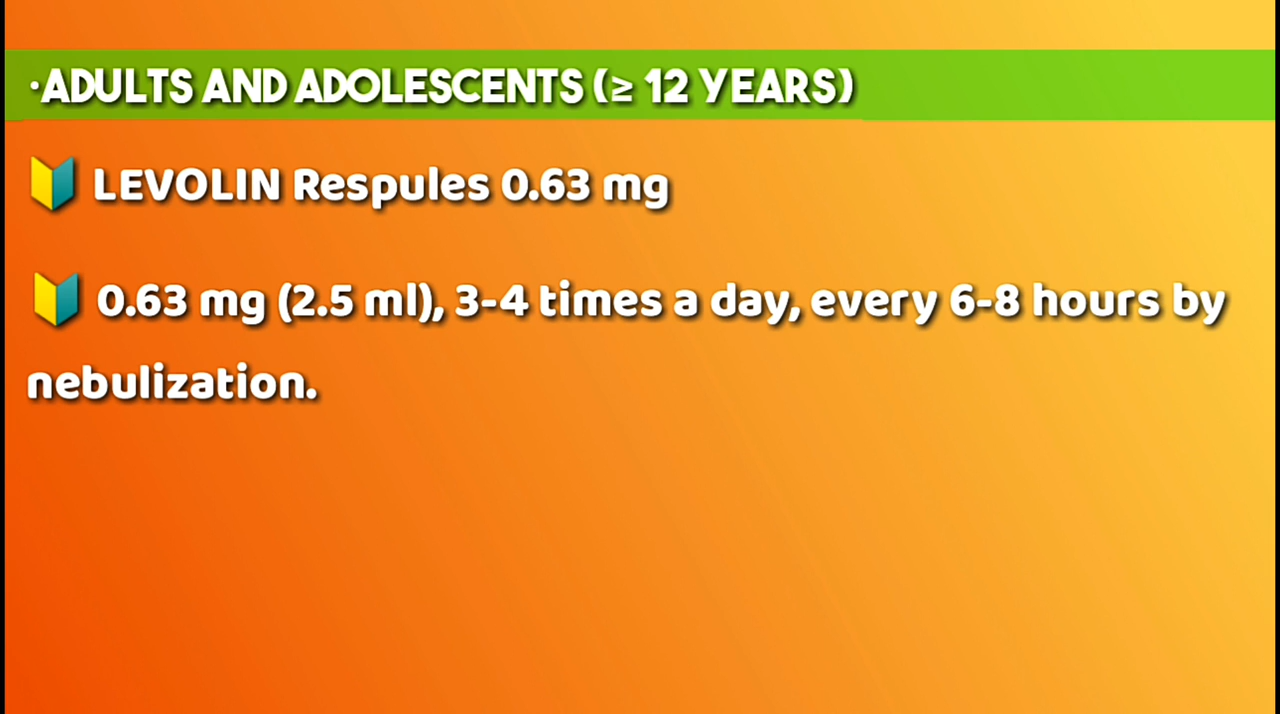 ·ADULTS AND ADOLESCENTS (≥ 12 YEARS)
🔰 LEVOLIN Respules 0.63 mg
🔰 0.63 mg (2.5 ml), 3-4 times a day, every 6-8 hours by
nebulization.